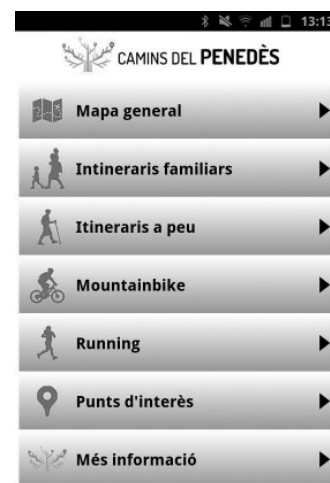 13:13
CAMINS DEL PENEDÈS
Mapa general
Intineraris familiars
Itineraris a peu
Mountainbike
Running
Punts d'interès
Més informació